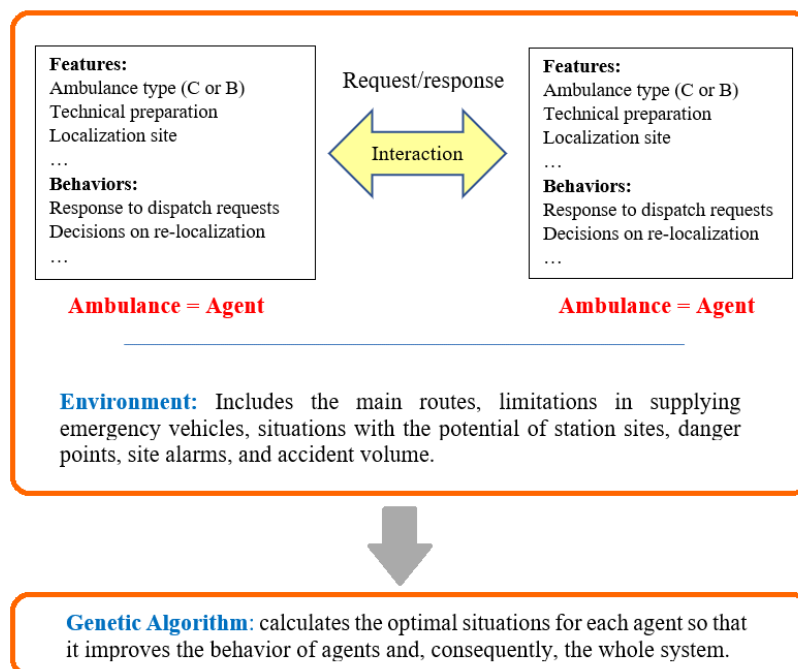 Features:
Ambulance type (C or B)
Technical preparation
Localization site
…
Behaviors:
Response to dispatch requests
Decisions on re-localization
…
Ambulance = Agent
Request/response
Interaction
Features:
Ambulance type (C or B)
Technical preparation
Localization site
…
Behaviors:
Response to dispatch requests
Decisions on re-localization
…
Ambulance = Agent
Environment: Includes the main routes, limitations in supplying
emergency vehicles, situations with the potential of station sites, danger
points, site alarms, and accident volume.
Genetic Algorithm: calculates the optimal situations for each agent so that
it improves the behavior of agents and, consequently, the whole system.